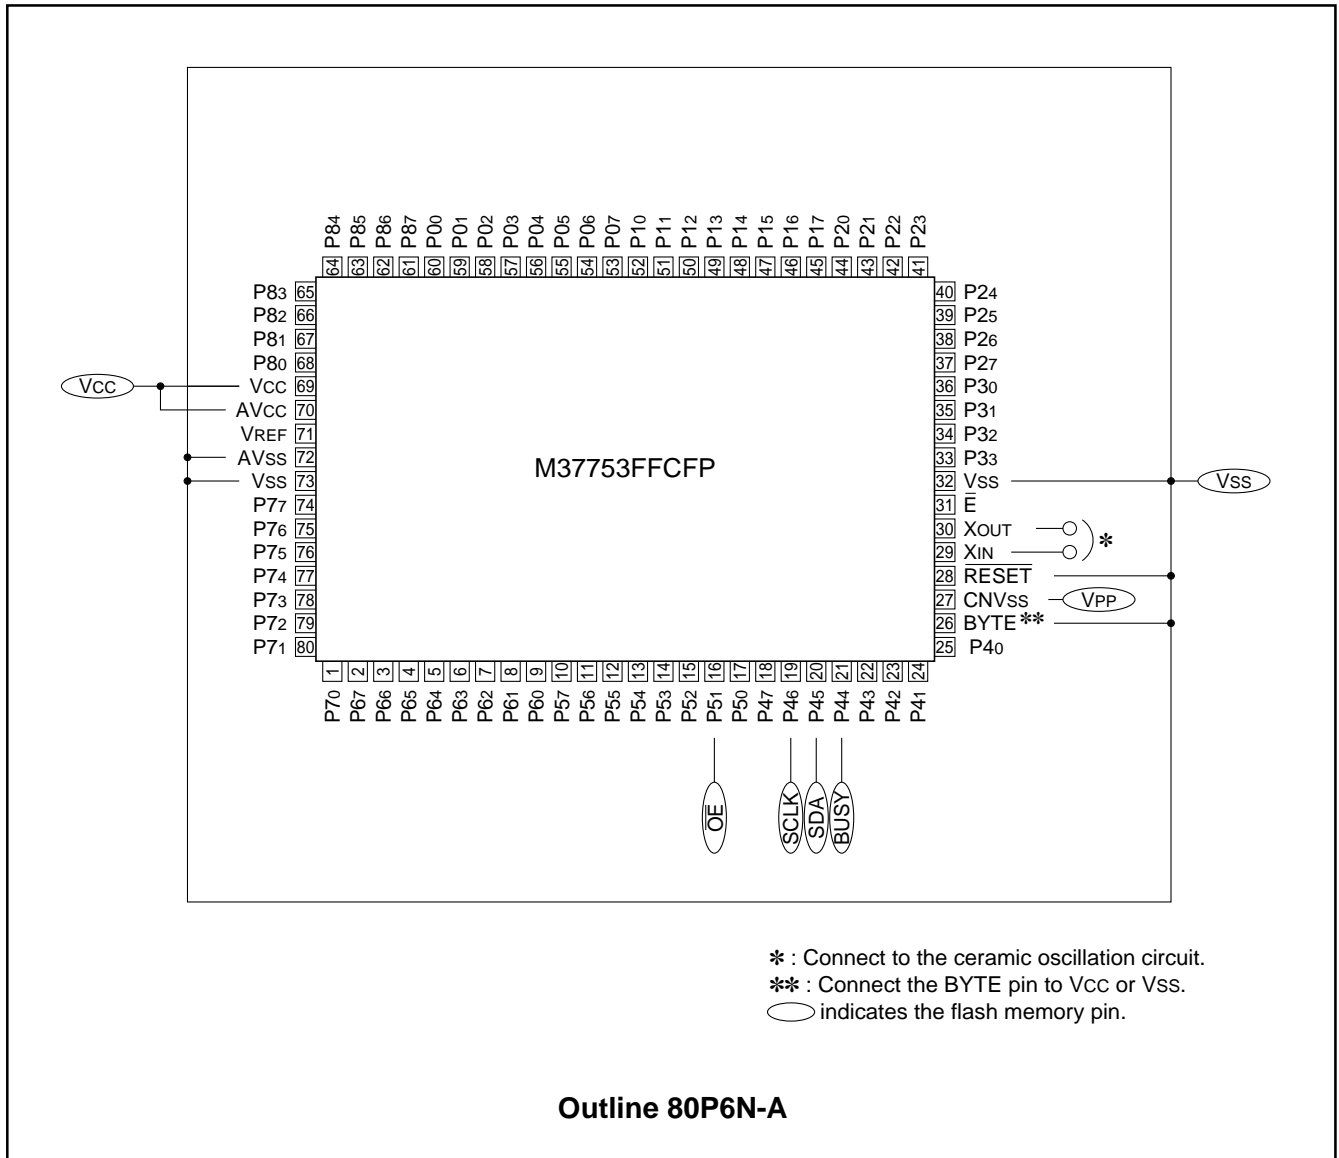 P84 P85 P86 P87 P00 P01 P02 P03 P04 P05 P06 P07 P10 P11 P12 P13 P14 P15 P16 P17 P20 P21 P22 P23
64 63 62 61 60 59 58 57 56 55 54 53 52 51 50 49 48 47 46 45 44 43 42 41
P83 65
P82 66
P81 67
P80 68
VCC VCC 69
AVCC 70
VREF 71
AVSS 72
VSS 73
P77 74
P76 75
P75 76
P74 77
P73 78
P72 79
P71 80
M37753FFCFP
40 P24
39 P25
38 P26
37 P27
36 P30
35 P31
34 P32
33 P33
32 VSS VSS
31 E̅
30 XOUT
29 XIN *
28 R̅E̅S̅E̅T̅
27 CNVSS VPP
26 BYTE **
25 P40
1 2 3 4 5 6 7 8 9 10 11 12 13 14 15 16 17 18 19 20 21 22 23 24
P70 P67 P66 P65 P64 P63 P62 P61 P60 P57 P56 P55 P54 P53 P52 P51 P50 P47 P46 P45 P44 P43 P42 P41
O̅E̅ SCLK SDA BUSY
* : Connect to the ceramic oscillation circuit.
** : Connect the BYTE pin to VCC or VSS.
indicates the flash memory pin.
Outline 80P6N-A